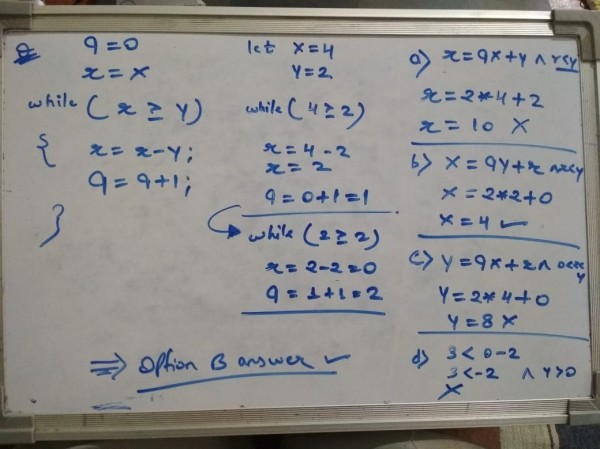 q=0
x=X
while(x≥Y)
{ x=x-Y;
q=q+1;
}
let X=4
Y=2
while(4≥2)
x=4-2
x=2
q=0+1=1
while(2≥2)
x=2-2=0
q=1+1=2
⇒ Option B answer ✓
a) x=qX+Y ∧ r<y
x=2*4+2
x=10 X
b) X=qY+x
X=2*2+0
X=4 ✓
c) Y=qX+x ∧
Y=2*4+0
Y=8 X
d) 3<0-2
3<-2 ∧ Y>0
X